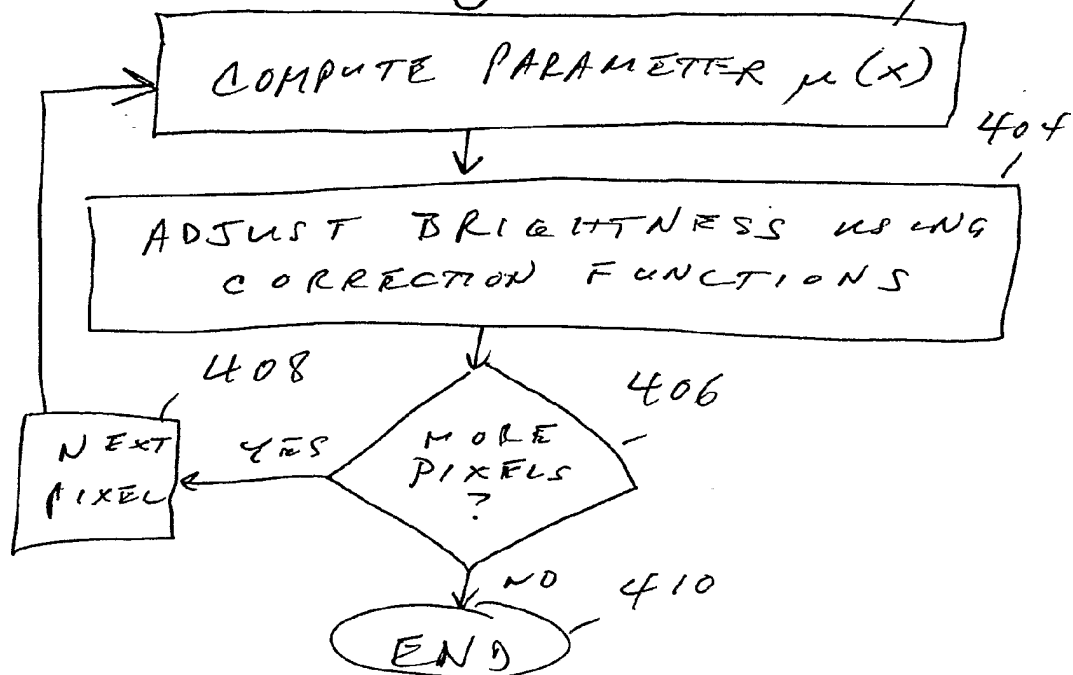 COMPUTE PARAMETER μ(x)
404
ADJUST BRIGHTNESS USING
CORRECTION FUNCTIONS
408
406
NEXT
PIXEL
YES
MORE
PIXELS
?
NO
410
END